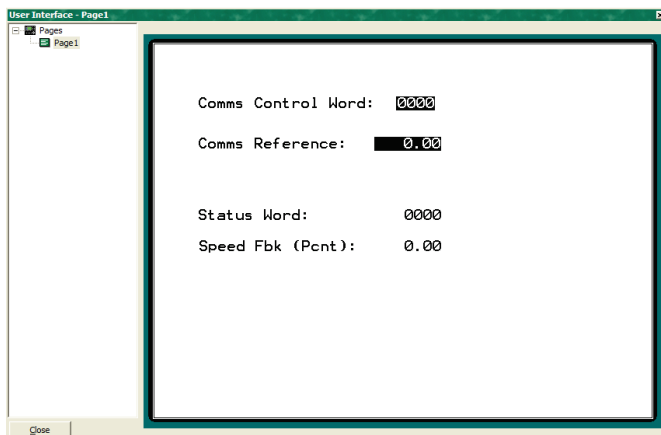 User Interface - Page1
Pages
Page1
Comms Control Word: 0000
Comms Reference: 0.00
Status Word: 0000
Speed Fbk (Pcnt): 0.00
Close